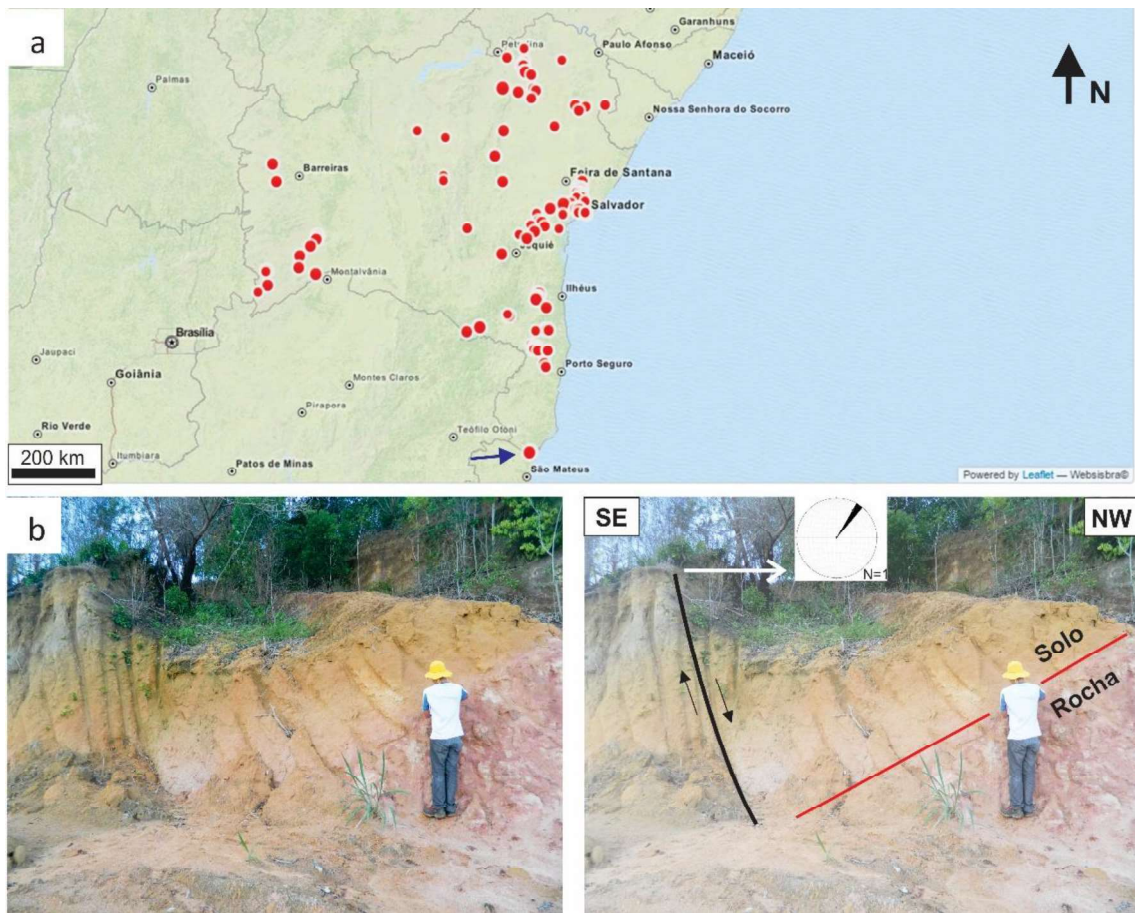 a
Garanhuns
Petrolina
Paulo Afonso
Maceió
Palmas
N
Nossa Senhora do Socorro
Barreiras
Feira de Santana
Salvador
Jequié
Montalvânia
Ilhéus
Brasília
Jaupaci
Goiânia
Porto Seguro
Montes Claros
Pirapora
Rio Verde
Teófilo Otoni
Itumbiara
Patos de Minas
São Mateus
200 km
Powered by Leaflet — Websisbra©
b
SE
NW
N=1
Solo
Rocha